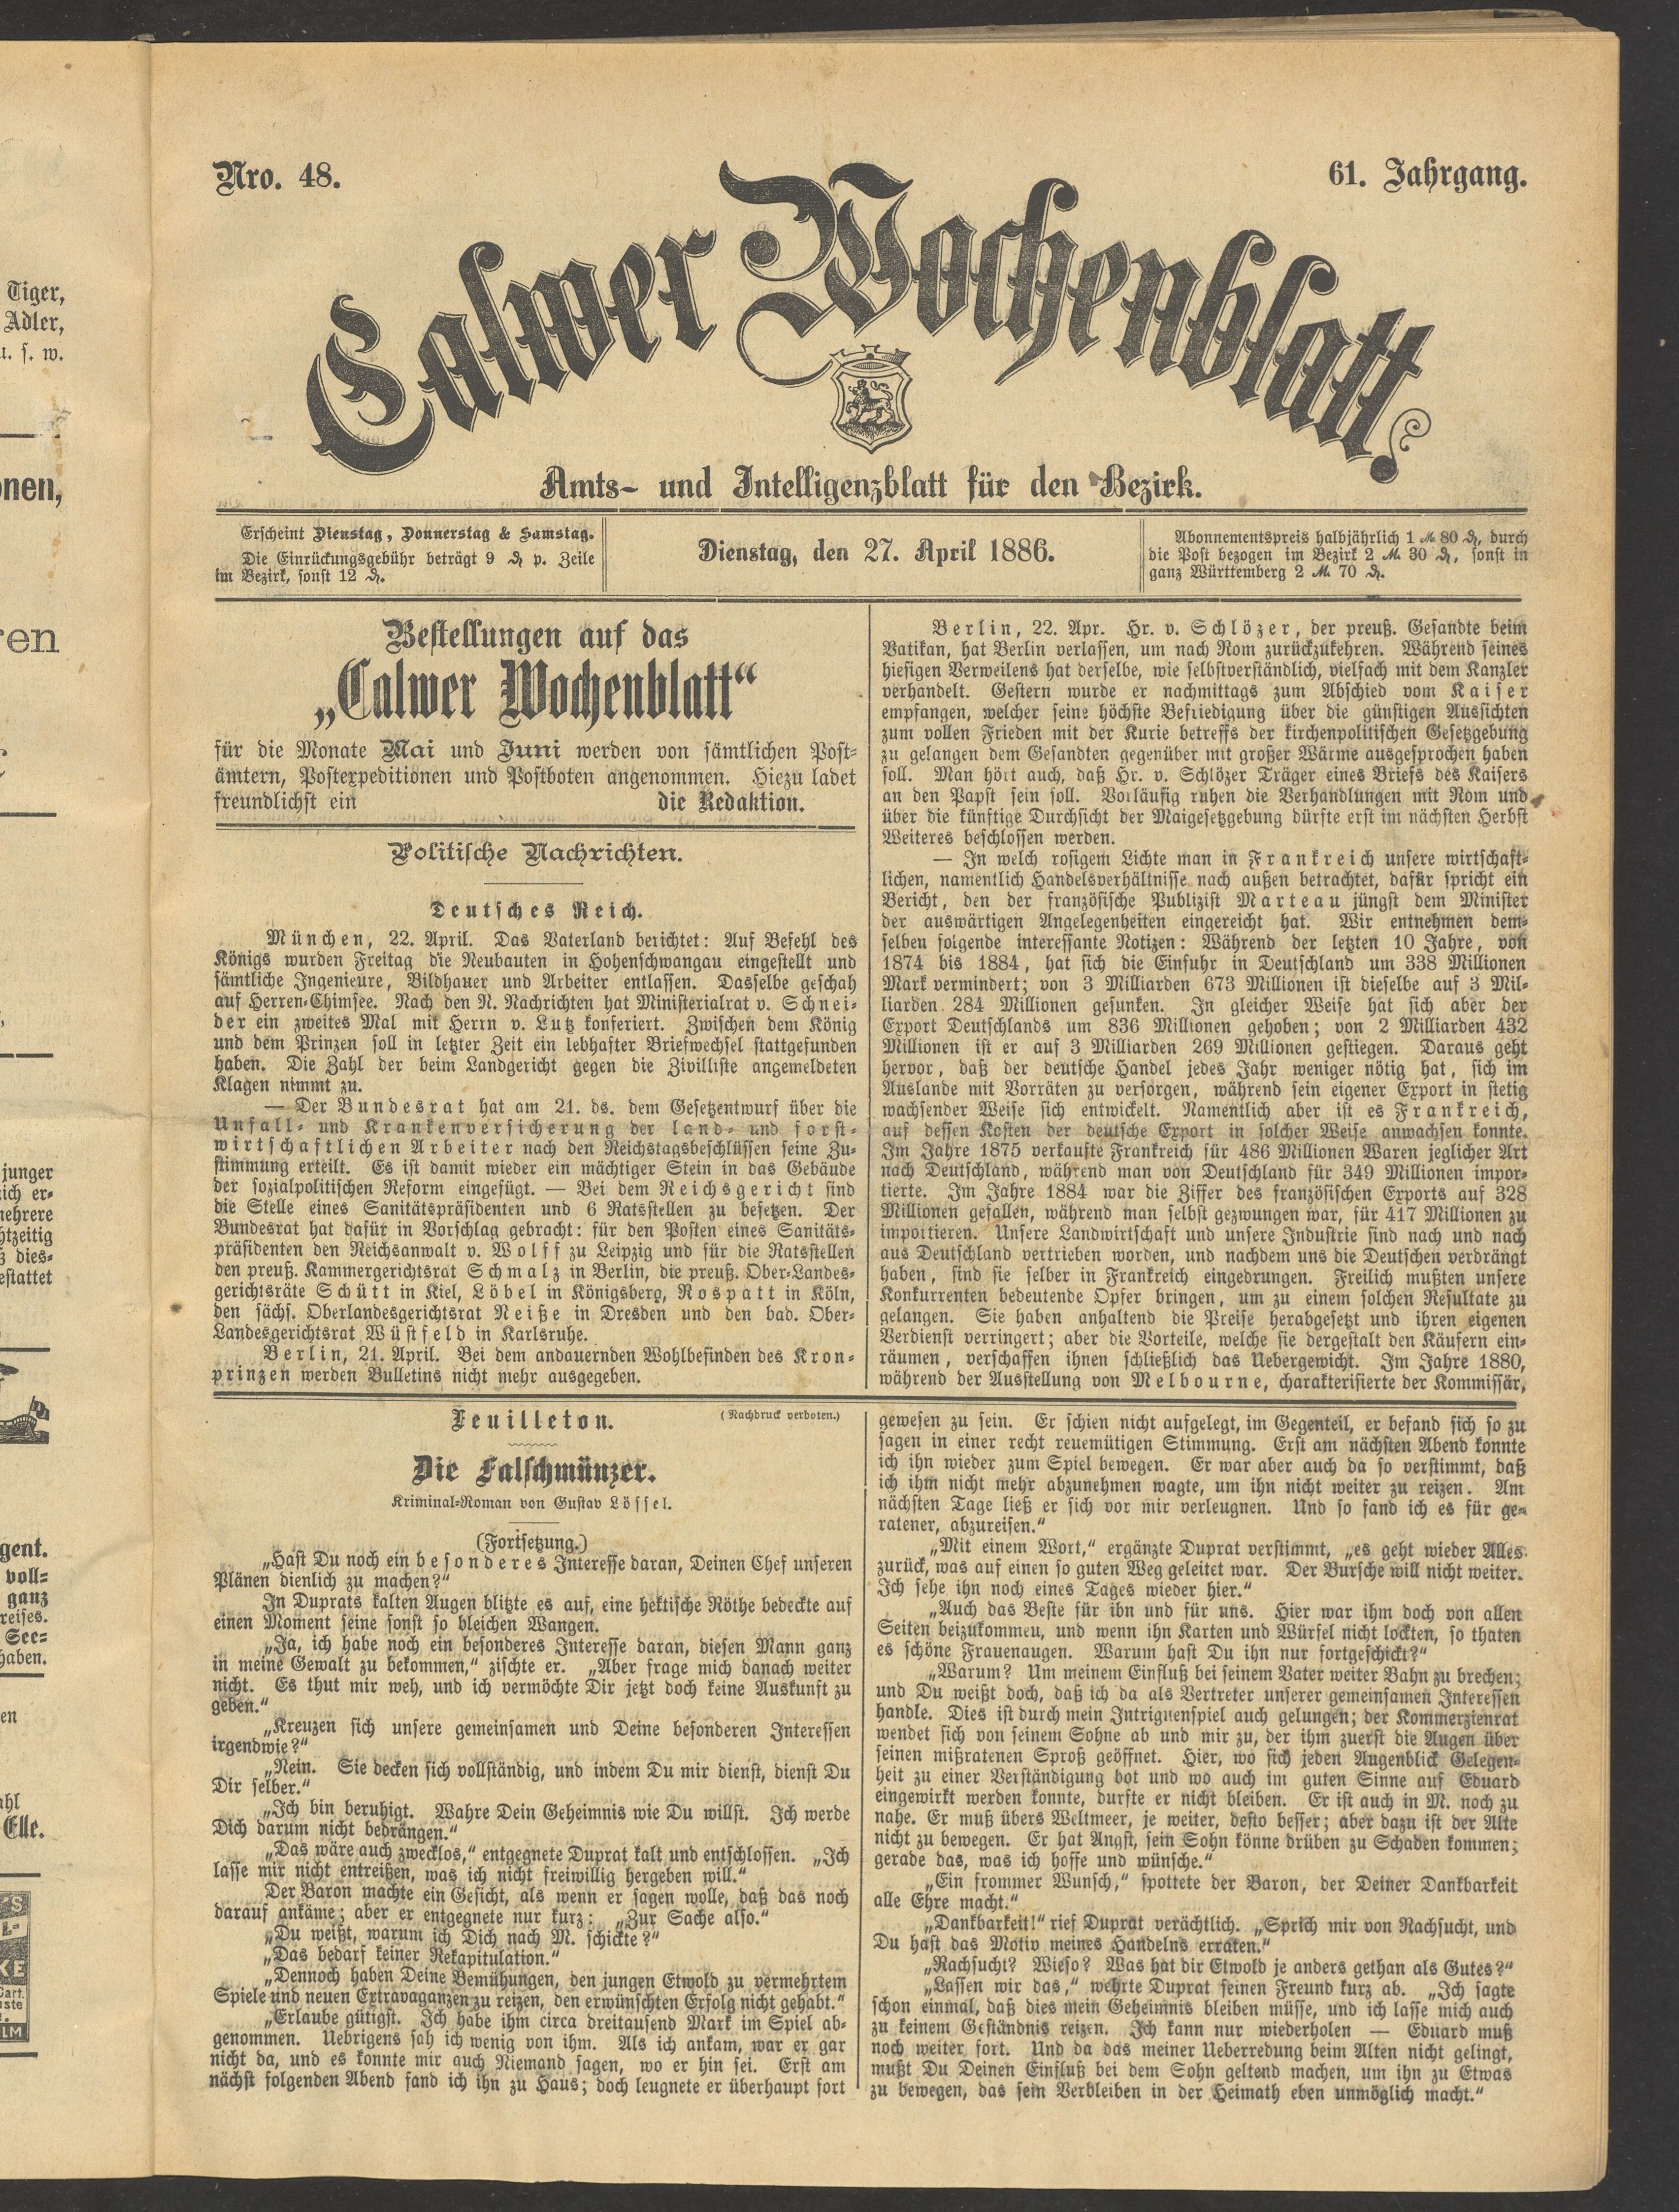 Tiger,
Adler,
u. s. w.
onen,
ren
junger
ich er-
mehrere
htzeitig
ß dies-
estattet
gent.
voll-
ganz
reises.
See-
haben.
en
ahl
Elle.
Nro. 48.
61. Jahrgang.
Calwer Wochenblatt.
Amts- und Intelligenzblatt für den Bezirk.
Erscheint Dienstag, Donnerstag & Samstag.
Die Einrückungsgebühr beträgt 9 ₰ p. Zeile
im Bezirk, sonst 12 ₰.
Dienstag, den 27. April 1886.
Abonnementspreis halbjährlich 1 ℳ 80 ₰, durch
die Post bezogen im Bezirk 2 ℳ 30 ₰, sonst in
ganz Württemberg 2 ℳ 70 ₰.
Bestellungen auf das
„Calwer Wochenblatt“
für die Monate Mai und Juni werden von sämtlichen Post-
ämtern, Postexpeditionen und Postboten angenommen. Hiezu ladet
freundlichst ein die Redaktion.
Politische Nachrichten.
Deutsches Reich.
München, 22. April. Das Vaterland berichtet: Auf Befehl des
Königs wurden Freitag die Neubauten in Hohenschwangau eingestellt und
sämtliche Ingenieure, Bildhauer und Arbeiter entlassen. Dasselbe geschah
auf Herren-Chimsee. Nach den N. Nachrichten hat Ministerialrat v. Schnei-
der ein zweites Mal mit Herrn v. Lutz konferiert. Zwischen dem König
und dem Prinzen soll in letzter Zeit ein lebhafter Briefwechsel stattgefunden
haben. Die Zahl der beim Landgericht gegen die Zivilliste angemeldeten
Klagen nimmt zu.
— Der Bundesrat hat am 21. ds. dem Gesetzentwurf über die
Unfall- und Krankenversicherung der land- und forst-
wirtschaftlichen Arbeiter nach den Reichstagsbeschlüssen seine Zu-
stimmung erteilt. Es ist damit wieder ein mächtiger Stein in das Gebäude
der sozialpolitischen Reform eingefügt. — Bei dem Reichsgericht sind
die Stelle eines Sanitätspräsidenten und 6 Ratsstellen zu besetzen. Der
Bundesrat hat dafür in Vorschlag gebracht: für den Posten eines Sanitäts-
präsidenten den Reichsanwalt v. Wolff zu Leipzig und für die Ratsstellen
den preuß. Kammergerichtsrat Schmalz in Berlin, die preuß. Ober-Landes-
gerichtsräte Schütt in Kiel, Löbel in Königsberg, Rospatt in Köln,
den sächs. Oberlandesgerichtsrat Neiße in Dresden und den bad. Ober-
Landesgerichtsrat Wüstfeld in Karlsruhe.
Berlin, 21. April. Bei dem andauernden Wohlbefinden des Kron-
prinzen werden Bulletins nicht mehr ausgegeben.
Berlin, 22. Apr. Hr. v. Schlözer, der preuß. Gesandte beim
Vatikan, hat Berlin verlassen, um nach Rom zurückzukehren. Während seines
hiesigen Verweilens hat derselbe, wie selbstverständlich, vielfach mit dem Kanzler
verhandelt. Gestern wurde er nachmittags zum Abschied vom Kaiser
empfangen, welcher seine höchste Befriedigung über die günstigen Aussichten
zum vollen Frieden mit der Kurie betreffs der kirchenpolitischen Gesetzgebung
zu gelangen dem Gesandten gegenüber mit großer Wärme ausgesprochen haben
soll. Man hört auch, daß Hr. v. Schlözer Träger eines Briefs des Kaisers
an den Papst sein soll. Vorläufig ruhen die Verhandlungen mit Rom und
über die künftige Durchsicht der Maigesetzgebung dürfte erst im nächsten Herbst
Weiteres beschlossen werden.
— In welch rosigem Lichte man in Frankreich unsere wirtschaft-
lichen, namentlich Handelsverhältnisse nach außen betrachtet, dafür spricht ein
Bericht, den der französische Publizist Marteau jüngst dem Minister
der auswärtigen Angelegenheiten eingereicht hat. Wir entnehmen dem-
selben folgende interessante Notizen: Während der letzten 10 Jahre, von
1874 bis 1884, hat sich die Einfuhr in Deutschland um 338 Millionen
Mark vermindert; von 3 Milliarden 673 Millionen ist dieselbe auf 3 Mil-
liarden 284 Millionen gesunken. In gleicher Weise hat sich aber der
Export Deutschlands um 836 Millionen gehoben; von 2 Milliarden 432
Millionen ist er auf 3 Milliarden 269 Millionen gestiegen. Daraus geht
hervor, daß der deutsche Handel jedes Jahr weniger nötig hat, sich im
Auslande mit Vorräten zu versorgen, während sein eigener Export in stetig
wachsender Weise sich entwickelt. Namentlich aber ist es Frankreich,
auf dessen Kosten der deutsche Export in solcher Weise anwachsen konnte.
Im Jahre 1875 verkaufte Frankreich für 486 Millionen Waren jeglicher Art
nach Deutschland, während man von Deutschland für 349 Millionen impor-
tierte. Im Jahre 1884 war die Ziffer des französischen Exports auf 328
Millionen gefallen, während man selbst gezwungen war, für 417 Millionen zu
importieren. Unsere Landwirtschaft und unsere Industrie sind nach und nach
aus Deutschland vertrieben worden, und nachdem uns die Deutschen verdrängt
haben, sind sie selber in Frankreich eingedrungen. Freilich mußten unsere
Konkurrenten bedeutende Opfer bringen, um zu einem solchen Resultate zu
gelangen. Sie haben anhaltend die Preise herabgesetzt und ihren eigenen
Verdienst verringert; aber die Vorteile, welche sie dergestalt den Käufern ein-
räumen, verschaffen ihnen schließlich das Uebergewicht. Im Jahre 1880,
während der Ausstellung von Melbourne, charakterisierte der Kommissär,
Feuilleton.
(Nachdruck verboten.)
Die Falschmünzer.
Kriminal-Roman von Gustav Lössel.
(Fortsetzung.)
„Hast Du noch ein besonderes Interesse daran, Deinen Chef unseren
Plänen dienlich zu machen?“
In Duprats kalten Augen blitzte es auf, eine hektische Röthe bedeckte auf
einen Moment seine sonst so bleichen Wangen.
„Ja, ich habe noch ein besonderes Interesse daran, diesen Mann ganz
in meine Gewalt zu bekommen,“ zischte er. „Aber frage mich danach weiter
nicht. Es thut mir weh, und ich vermöchte Dir jetzt doch keine Auskunft zu
geben.“
„Kreuzen sich unsere gemeinsamen und Deine besonderen Interessen
irgendwie?“
„Nein. Sie decken sich vollständig, und indem Du mir dienst, dienst Du
Dir selber.“
„Ich bin beruhigt. Wahre Dein Geheimnis wie Du willst. Ich werde
Dich darum nicht bedrängen.“
„Das wäre auch zwecklos,“ entgegnete Duprat kalt und entschlossen. „Ich
lasse mir nicht entreißen, was ich nicht freiwillig hergeben will.“
Der Baron machte ein Gesicht, als wenn er sagen wolle, daß das noch
darauf ankäme; aber er entgegnete nur kurz: „Zur Sache also.“
„Du weißt, warum ich Dich nach M. schickte?“
„Das bedarf keiner Rekapitulation.“
„Dennoch haben Deine Bemühungen, den jungen Etwold zu vermehrtem
Spiele und neuen Extravaganzen zu reizen, den erwünschten Erfolg nicht gehabt.“
„Erlaube gütigst. Ich habe ihm circa dreitausend Mark im Spiel ab-
genommen. Uebrigens sah ich wenig von ihm. Als ich ankam, war er gar
nicht da, und es konnte mir auch Niemand sagen, wo er hin sei. Erst am
nächst folgenden Abend fand ich ihn zu Haus; doch leugnete er überhaupt fort
gewesen zu sein. Er schien nicht aufgelegt, im Gegenteil, er befand sich so zu
sagen in einer recht reuemütigen Stimmung. Erst am nächsten Abend konnte
ich ihn wieder zum Spiel bewegen. Er war aber auch da so verstimmt, daß
ich ihm nicht mehr abzunehmen wagte, um ihn nicht weiter zu reizen. Am
nächsten Tage ließ er sich vor mir verleugnen. Und so fand ich es für ge-
ratener, abzureisen.“
„Mit einem Wort,“ ergänzte Duprat verstimmt, „es geht wieder Alles
zurück, was auf einen so guten Weg geleitet war. Der Bursche will nicht weiter.
Ich sehe ihn noch eines Tages wieder hier.“
„Auch das Beste für ihn und für uns. Hier war ihm doch von allen
Seiten beizukommen, und wenn ihn Karten und Würfel nicht lockten, so thaten
es schöne Frauenaugen. Warum hast Du ihn nur fortgeschickt?“
„Warum? Um meinem Einfluß bei seinem Vater weiter Bahn zu brechen;
und Du weißt doch, daß ich da als Vertreter unserer gemeinsamen Interessen
handle. Dies ist durch mein Intriguenspiel auch gelungen; der Kommerzienrat
wendet sich von seinem Sohne ab und mir zu, der ihm zuerst die Augen über
seinen mißratenen Sproß geöffnet. Hier, wo sich jeden Augenblick Gelegen-
heit zu einer Verständigung bot und wo auch im guten Sinne auf Eduard
eingewirkt werden konnte, durfte er nicht bleiben. Er ist auch in M. noch zu
nahe. Er muß übers Weltmeer, je weiter, desto besser; aber dazu ist der Alte
nicht zu bewegen. Er hat Angst, sein Sohn könne drüben zu Schaden kommen;
gerade das, was ich hoffe und wünsche.“
„Ein frommer Wunsch,“ spottete der Baron, der Deiner Dankbarkeit
alle Ehre macht.“
„Dankbarkeit!“ rief Duprat verächtlich. „Sprich mir von Rachsucht, und
Du hast das Motiv meines Handelns erraten.“
„Rachsucht? Wieso? Was hat dir Etwold je anders gethan als Gutes?“
„Lassen wir das,“ wehrte Duprat seinen Freund kurz ab. „Ich sagte
schon einmal, daß dies mein Geheimnis bleiben müsse, und ich lasse mich auch
zu keinem Geständnis reizen. Ich kann nur wiederholen — Eduard muß
noch weiter fort. Und da das meiner Ueberredung beim Alten nicht gelingt,
mußt Du Deinen Einfluß bei dem Sohn geltend machen, um ihn zu Etwas
zu bewegen, das sein Verbleiben in der Heimath eben unmöglich macht.“